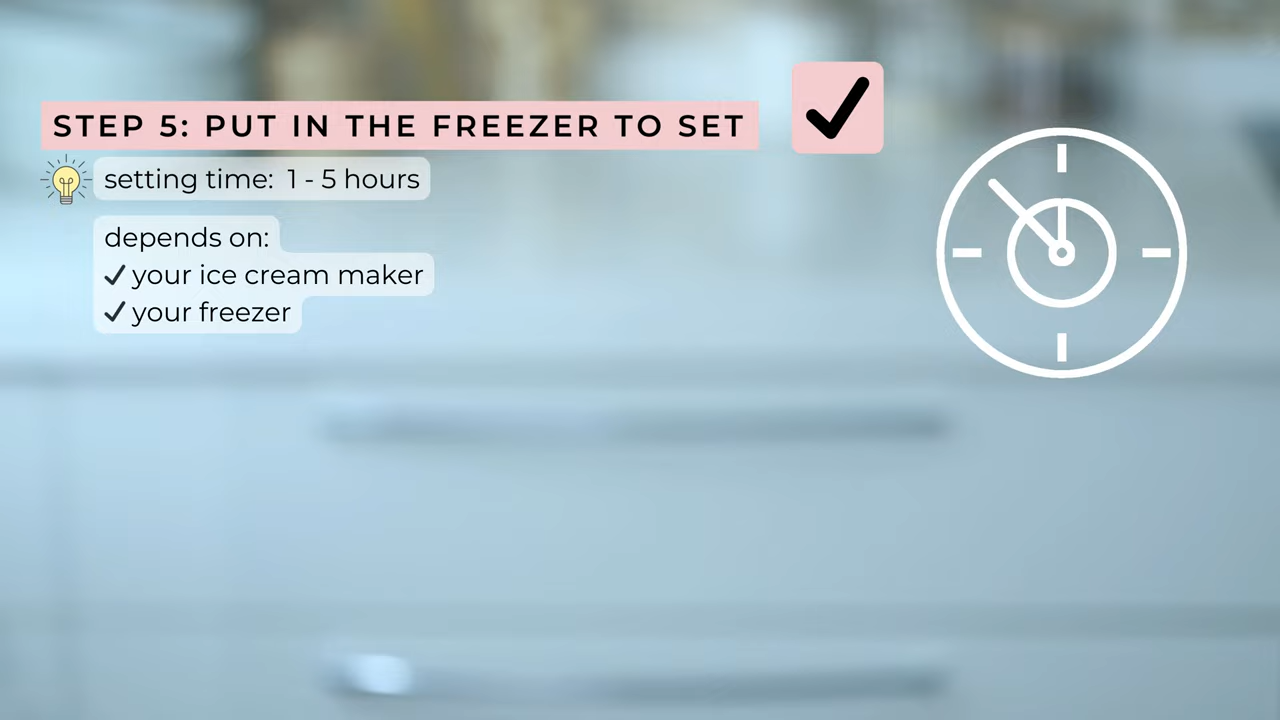 STEP 5: PUT IN THE FREEZER TO SET
setting time: 1 - 5 hours
depends on:
✓ your ice cream maker
✓ your freezer